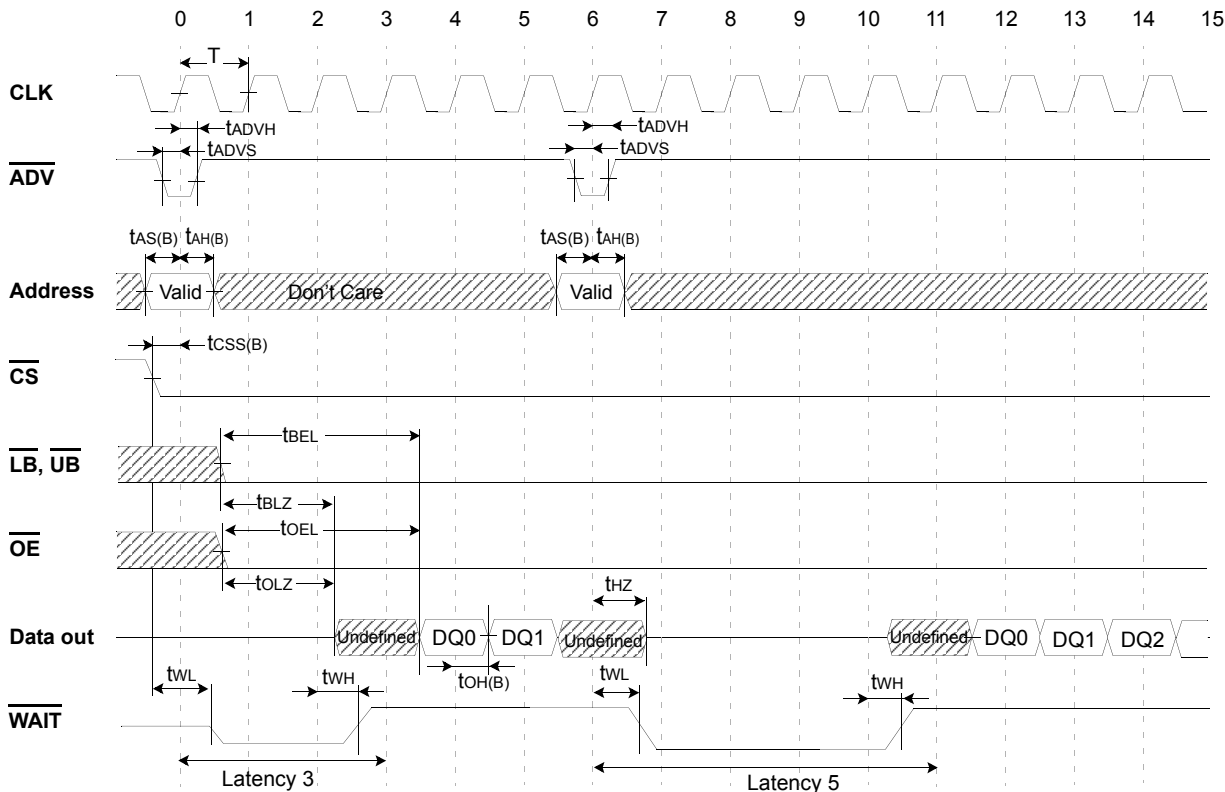 0 1 2 3 4 5 6 7 8 9 10 11 12 13 14 15
T
CLK
tADVH tADVH
tADVS tADVS
ADV
tAS(B) tAH(B) tAS(B) tAH(B)
Address Valid Don't Care Valid
tCSS(B)
CS
tBEL
LB, UB
tBLZ
tOEL
OE
tOLZ tHZ
Data out Undefined DQ0 DQ1 Undefined Undefined DQ0 DQ1 DQ2
tWL tWH tOH(B) tWL tWH
WAIT
Latency 3 Latency 5